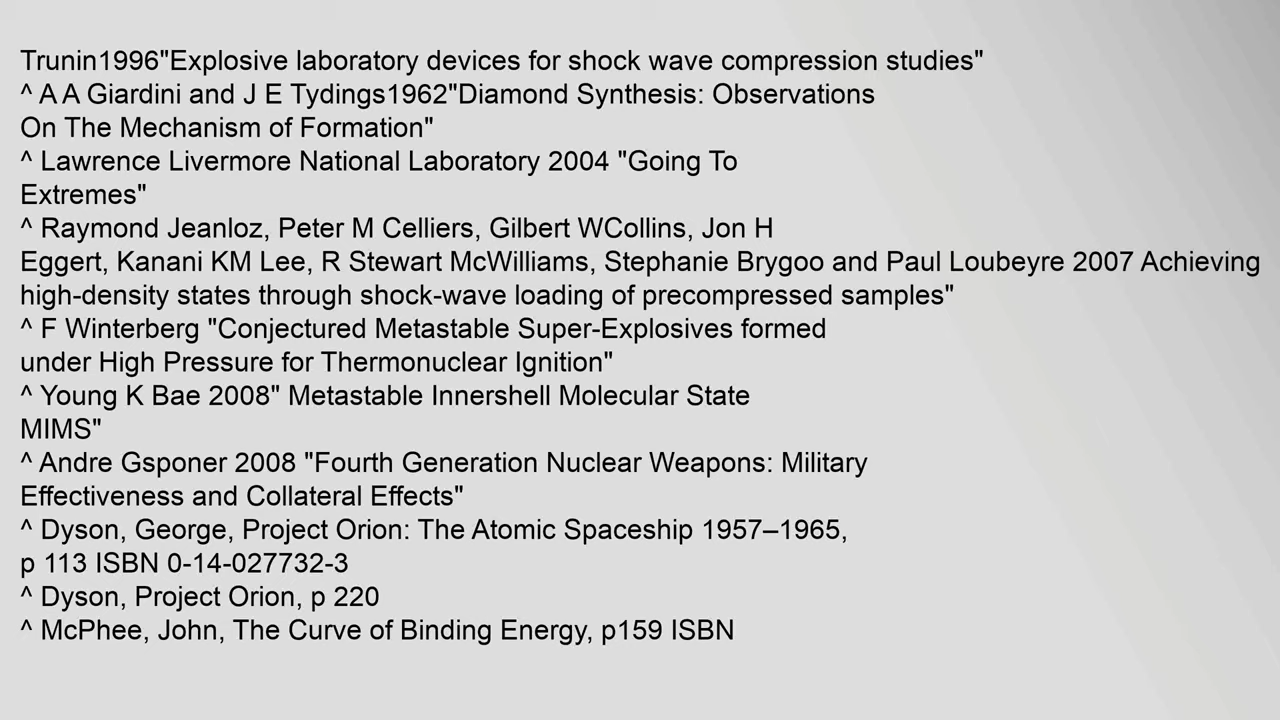 Trunin1996"Explosive laboratory devices for shock wave compression studies"
^ A A Giardini and J E Tydings1962"Diamond Synthesis: Observations
On The Mechanism of Formation"
^ Lawrence Livermore National Laboratory 2004 "Going To
Extremes"
^ Raymond Jeanloz, Peter M Celliers, Gilbert WCollins, Jon H
Eggert, Kanani KM Lee, R Stewart McWilliams, Stephanie Brygoo and Paul Loubeyre 2007 Achieving
high-density states through shock-wave loading of precompressed samples"
^ F Winterberg "Conjectured Metastable Super-Explosives formed
under High Pressure for Thermonuclear Ignition"
^ Young K Bae 2008" Metastable Innershell Molecular State
MIMS"
^ Andre Gsponer 2008 "Fourth Generation Nuclear Weapons: Military
Effectiveness and Collateral Effects"
^ Dyson, George, Project Orion: The Atomic Spaceship 1957–1965,
p 113 ISBN 0-14-027732-3
^ Dyson, Project Orion, p 220
^ McPhee, John, The Curve of Binding Energy, p159 ISBN